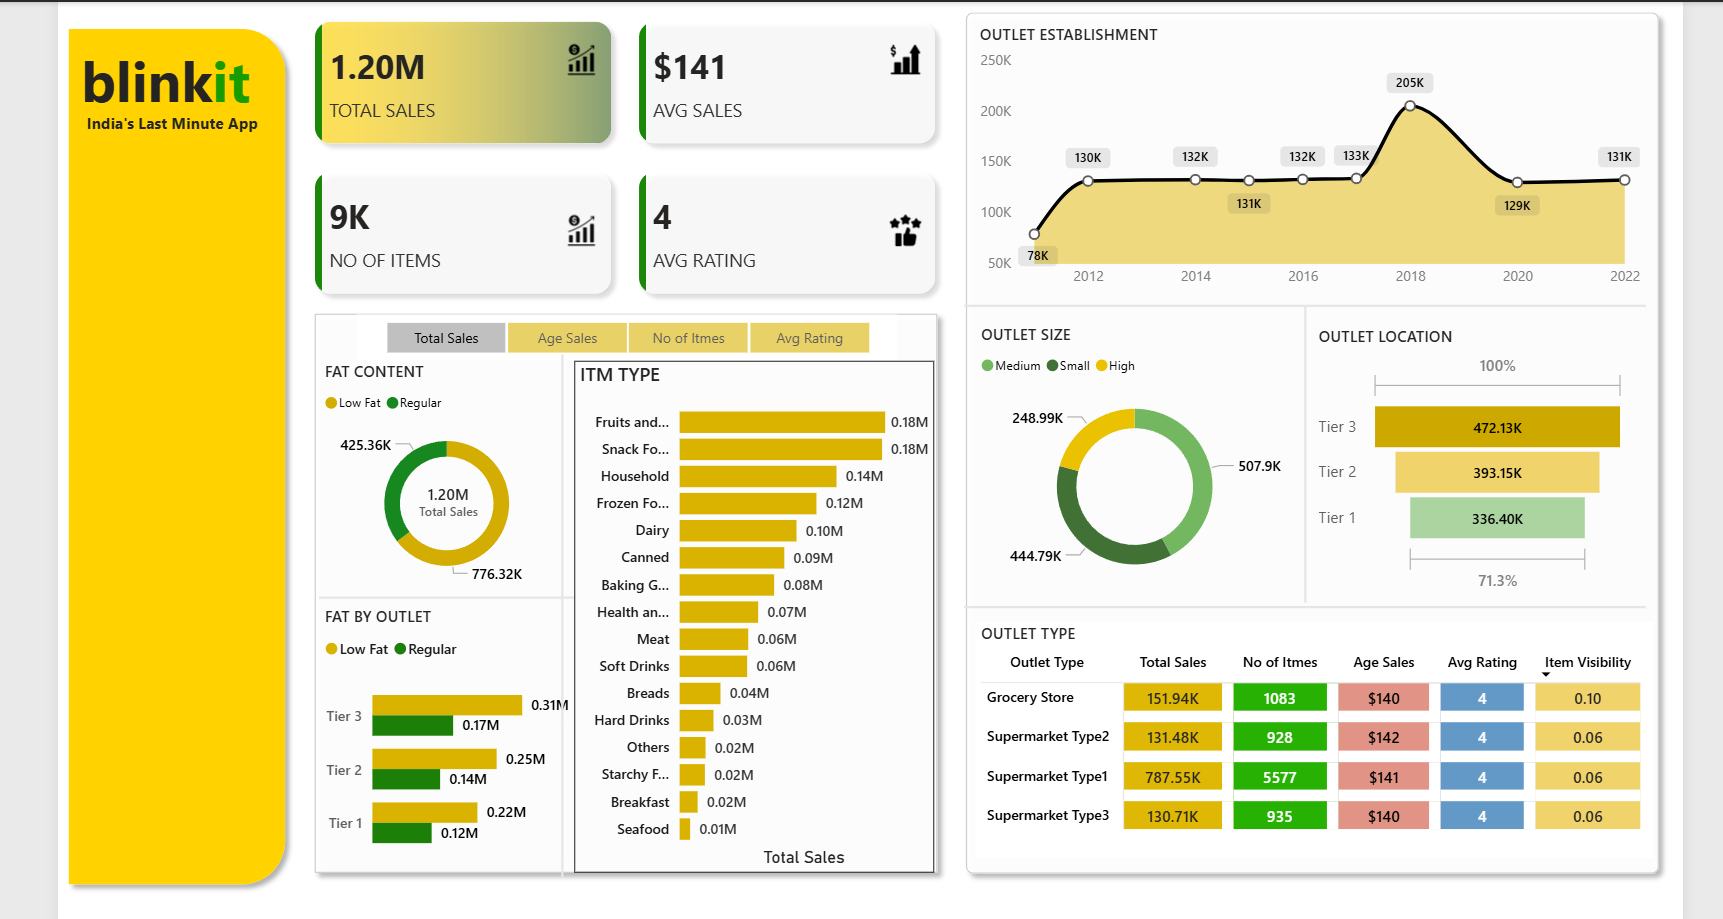 blinkit
India's Last Minute App
1.20M
TOTAL SALES
$
$141
AVG SALES
$
9K
NO OF ITEMS
$
4
AVG RATING
Total Sales
Age Sales
No of Itmes
Avg Rating
FAT CONTENT
Low Fat Regular
425.36K
1.20M
Total Sales
776.32K
FAT BY OUTLET
Low Fat Regular
Tier 3
0.31M
0.17M
Tier 2
0.25M
0.14M
Tier 1
0.22M
0.12M
ITM TYPE
Fruits and... 0.18M
Snack Fo... 0.18M
Household 0.14M
Frozen Fo... 0.12M
Dairy 0.10M
Canned 0.09M
Baking G... 0.08M
Health an... 0.07M
Meat 0.06M
Soft Drinks 0.06M
Breads 0.04M
Hard Drinks 0.03M
Others 0.02M
Starchy F... 0.02M
Breakfast 0.02M
Seafood 0.01M
Total Sales
OUTLET ESTABLISHMENT
250K
200K
150K
100K
50K
78K
130K
132K
131K
132K
133K
205K
129K
131K
2012 2014 2016 2018 2020 2022
OUTLET SIZE
Medium Small High
248.99K
507.9K
444.79K
OUTLET LOCATION
100%
Tier 3 472.13K
Tier 2 393.15K
Tier 1 336.40K
71.3%
OUTLET TYPE
Outlet Type Total Sales No of Itmes Age Sales Avg Rating Item Visibility
Grocery Store 151.94K 1083 $140 4 0.10
Supermarket Type2 131.48K 928 $142 4 0.06
Supermarket Type1 787.55K 5577 $141 4 0.06
Supermarket Type3 130.71K 935 $140 4 0.06